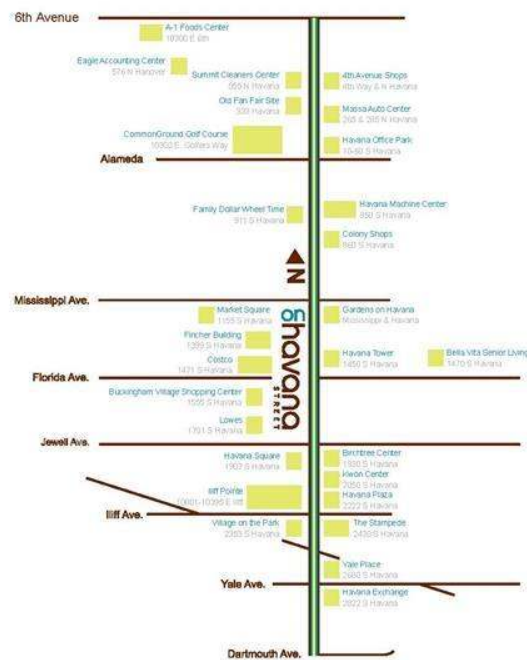 6th Avenue
A-1 Foods Center
10300 E 6th
Eagle Accounting Center
576 N Hanover
Summit Cleaners Center
555 N Havana
4th Avenue Shops
4th Way & N Havana
Old Fan Fair Site
333 Havana
Massa Auto Center
265 & 285 N Havana
CommonGround Golf Course
10300 E. Golfers Way
Havana Office Park
10-90 S Havana
Alameda
Family Dollar Wheel Time
911 S Havana
Havana Machine Center
950 S Havana
Colony Shops
960 S Havana
N
Mississippi Ave.
on havana
STREET
Market Square
1155 S Havana
Gardens on Havana
Mississippi & Havana
Fincher Building
1399 S Havana
Costco
1471 S Havana
Havana Tower
1450 S Havana
Bella Vita Senior Living
1470 S Havana
Florida Ave.
Buckingham Village Shopping Center
1555 S Havana
Lowes
1701 S Havana
Jewell Ave.
Havana Square
1907 S Havana
Birchtree Center
1930 S Havana
Kwon Center
2050 S Havana
Iliff Pointe
Havana Plaza
2222 S Havana
Iliff Ave.
Village on the Park
2353 S Havana
The Stampede
2430 S Havana
Yale Place
2680 S Havana
Yale Ave.
Havana Exchange
2822 S Havana
Dartmouth Ave.